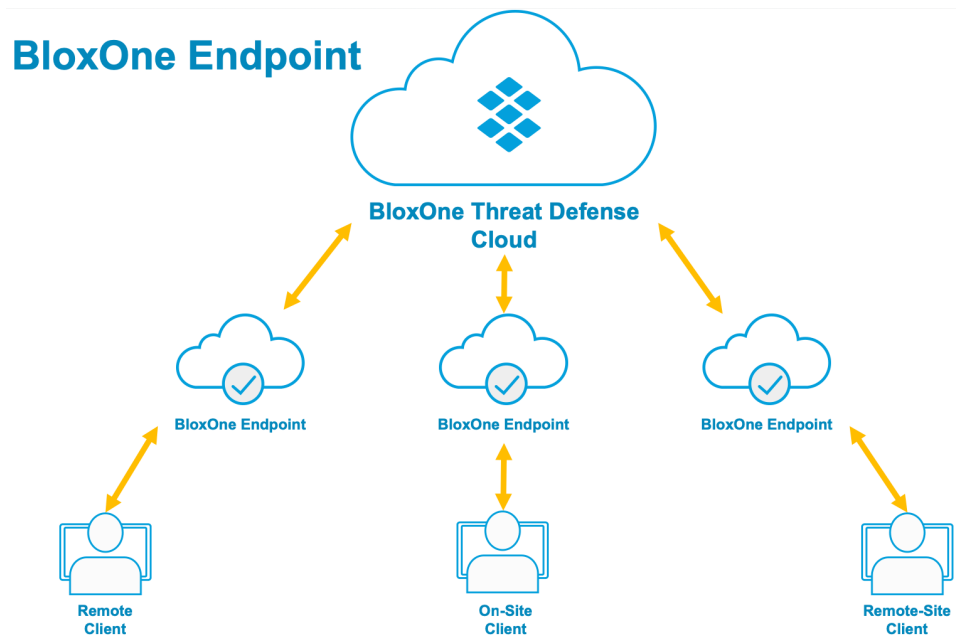 BloxOne Endpoint
BloxOne Threat Defense
Cloud
BloxOne Endpoint
BloxOne Endpoint
BloxOne Endpoint
Remote
Client
On-Site
Client
Remote-Site
Client